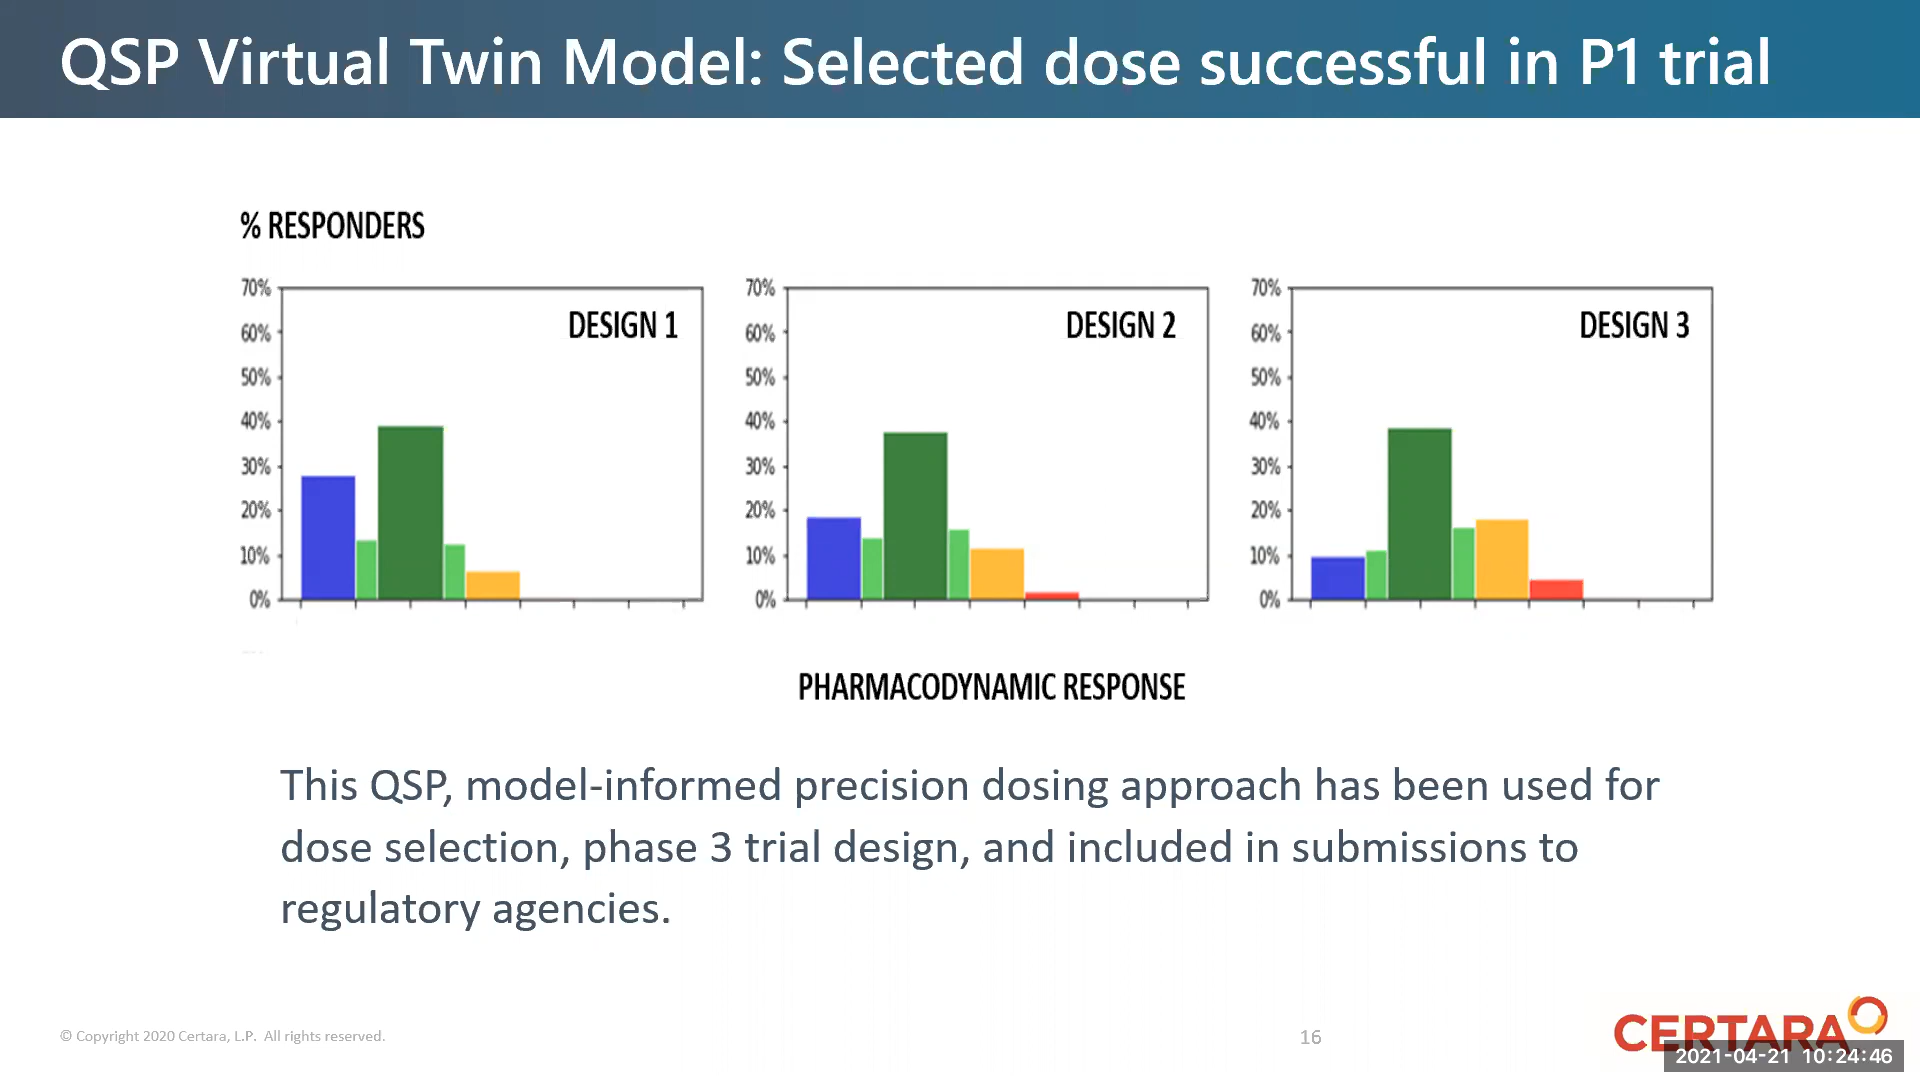 QSP Virtual Twin Model: Selected dose successful in P1 trial
% RESPONDERS
70%
60%
50%
40%
30%
20%
10%
0%
DESIGN 1
70%
60%
50%
40%
30%
20%
10%
0%
DESIGN 2
70%
60%
50%
40%
30%
20%
10%
0%
DESIGN 3
PHARMACODYNAMIC RESPONSE
This QSP, model-informed precision dosing approach has been used for
dose selection, phase 3 trial design, and included in submissions to
regulatory agencies.
© Copyright 2020 Certara, L.P. All rights reserved.
16
CERTARA
2021-04-21 10:24:46